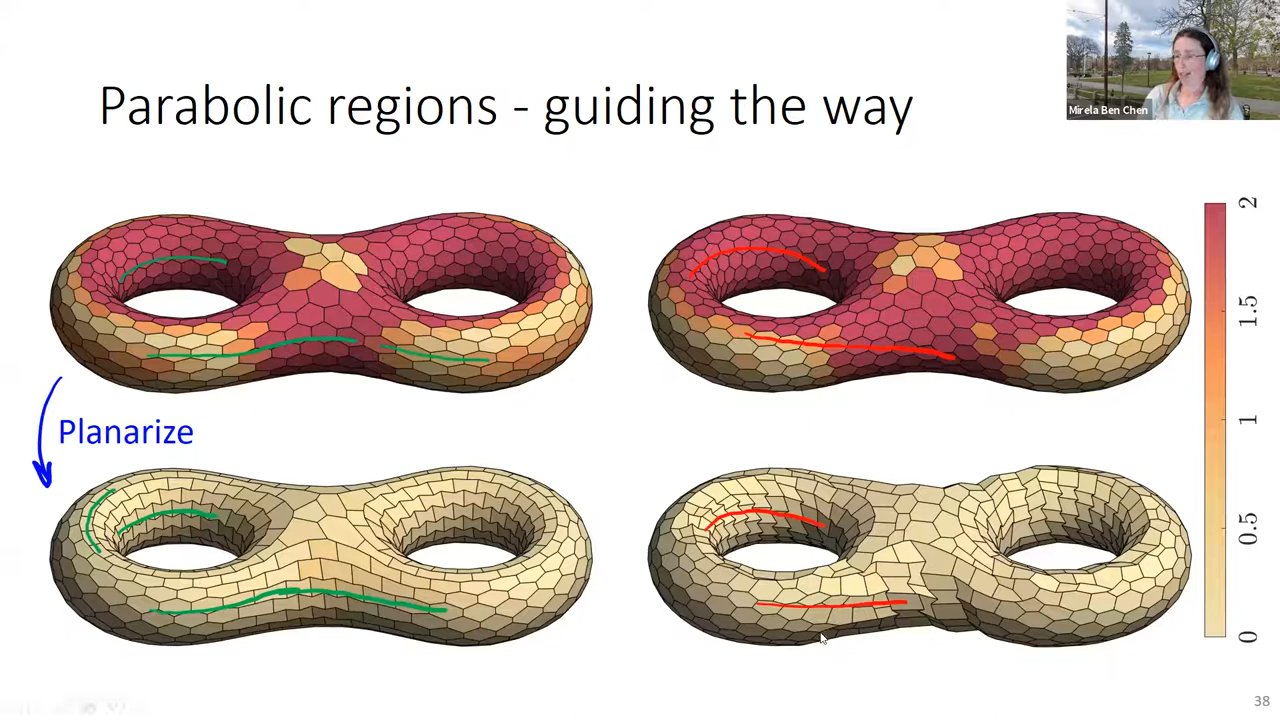 Mirela Ben Chen
Parabolic regions - guiding the way
2
1.5
1
0.5
0
Planarize
38